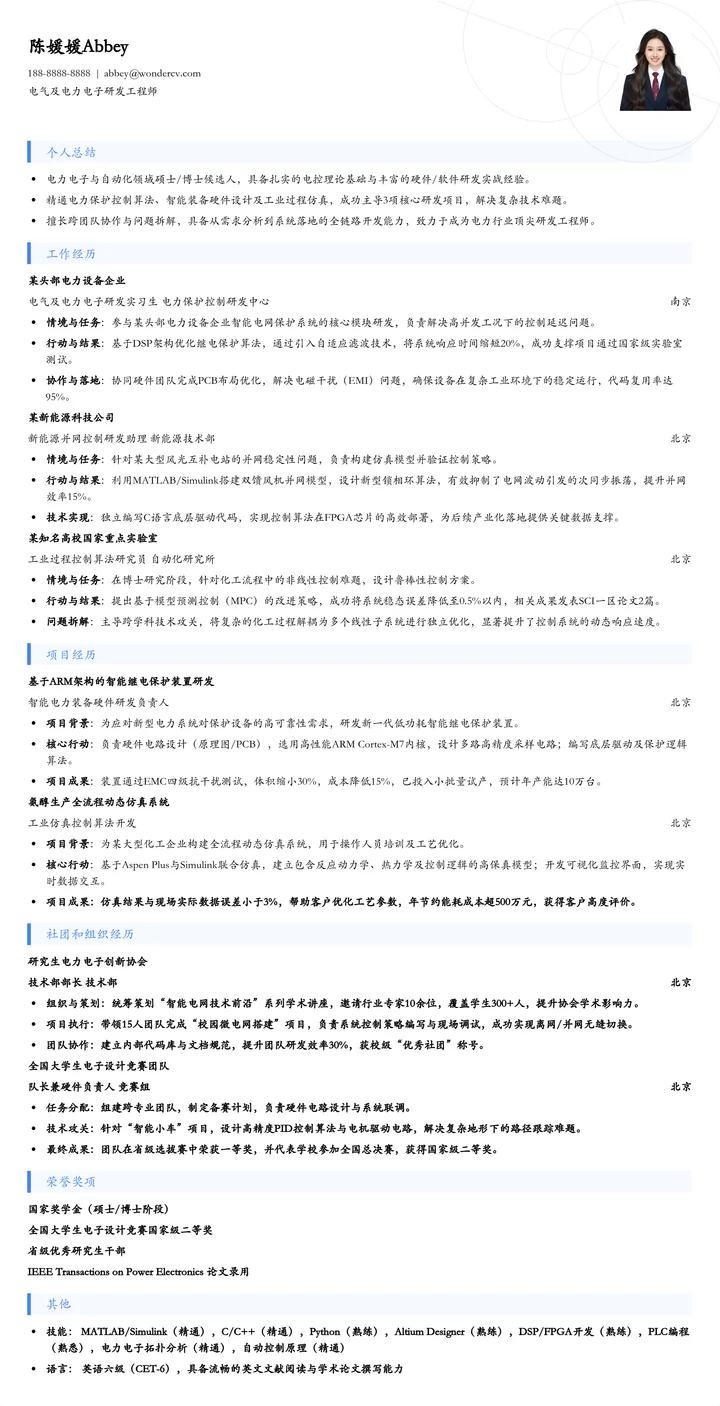 陈媛媛Abbey
188-8888-8888 | abbey@wondercv.com
电气及电力电子研发工程师
个人总结
• 电力电子与自动化领域硕士/博士候选人，具备扎实的电控理论基础与丰富的硬件/软件研发实战经验。
• 精通电力保护控制算法、智能装备硬件设计及工业过程仿真，成功主导3项核心研发项目，解决复杂技术难题。
• 擅长跨团队协作与问题拆解，具备从需求分析到系统落地的全链路开发能力，致力于成为电力行业顶尖研发工程师。
工作经历
某头部电力设备企业
电气及电力电子研发实习生 电力保护控制研发中心 南京
• 情境与任务：参与某头部电力设备企业智能电网保护系统的核心模块研发，负责解决高并发工况下的控制延迟问题。
• 行动与结果：基于DSP架构优化继电保护算法，通过引入自适应滤波技术，将系统响应时间缩短20%，成功支撑项目通过国家级实验室
测试。
• 协作与落地：协同硬件团队完成PCB布局优化，解决电磁干扰（EMI）问题，确保设备在复杂工业环境下的稳定运行，代码复用率达
95%。
某新能源科技公司
新能源并网控制研发助理 新能源技术部 北京
• 情境与任务：针对某大型风光互补电站的并网稳定性问题，负责构建仿真模型并验证控制策略。
• 行动与结果：利用MATLAB/Simulink搭建双馈风机并网模型，设计新型锁相环算法，有效抑制了电网波动引发的次同步振荡，提升并网
效率15%。
• 技术实现：独立编写C语言底层驱动代码，实现控制算法在FPGA芯片的高效部署，为后续产业化落地提供关键数据支撑。
某知名高校国家重点实验室
工业过程控制算法研究员 自动化研究所 北京
• 情境与任务：在博士研究阶段，针对化工流程中的非线性控制难题，设计鲁棒性控制方案。
• 行动与结果：提出基于模型预测控制（MPC）的改进策略，成功将系统稳态误差降低至0.5%以内，相关成果发表SCI一区论文2篇。
• 问题拆解：主导跨学科技术攻关，将复杂的化工过程解耦为多个线性子系统进行独立优化，显著提升了控制系统的动态响应速度。
项目经历
基于ARM架构的智能继电保护装置研发
智能电力装备硬件研发负责人 北京
• 项目背景：为应对新型电力系统对保护设备的高可靠性需求，研发新一代低功耗智能继电保护装置。
• 核心行动：负责硬件电路设计（原理图/PCB），选用高性能ARM Cortex-M7内核，设计多路高精度采样电路；编写底层驱动及保护逻辑
算法。
• 项目成果：装置通过EMC四级抗干扰测试，体积缩小30%，成本降低15%，已投入小批量试产，预计年产能达10万台。
氨醇生产全流程动态仿真系统
工业仿真控制算法开发 北京
• 项目背景：为某大型化工企业构建全流程动态仿真系统，用于操作人员培训及工艺优化。
• 核心行动：基于Aspen Plus与Simulink联合仿真，建立包含反应动力学、热力学及控制逻辑的高保真模型；开发可视化监控界面，实现实
时数据交互。
• 项目成果：仿真结果与现场实际数据误差小于3%，帮助客户优化工艺参数，年节约能耗成本超500万元，获得客户高度评价。
社团和组织经历
研究生电力电子创新协会
技术部部长 技术部 北京
• 组织与策划：统筹策划“智能电网技术前沿”系列学术讲座，邀请行业专家10余位，覆盖学生300+人，提升协会学术影响力。
• 项目执行：带领15人团队完成“校园微电网搭建”项目，负责系统控制策略编写与现场调试，成功实现离网/并网无缝切换。
• 团队协作：建立内部代码库与文档规范，提升团队研发效率30%，获校级“优秀社团”称号。
全国大学生电子设计竞赛团队
队长兼硬件负责人 竞赛组 北京
• 任务分配：组建跨专业团队，制定备赛计划，负责硬件电路设计与系统联调。
• 技术攻关：针对“智能小车”项目，设计高精度PID控制算法与电机驱动电路，解决复杂地形下的路径跟踪难题。
• 最终成果：团队在省级选拔赛中荣获一等奖，并代表学校参加全国总决赛，获得国家级二等奖。
荣誉奖项
国家奖学金（硕士/博士阶段）
全国大学生电子设计竞赛国家级二等奖
省级优秀研究生干部
IEEE Transactions on Power Electronics 论文录用
其他
• 技能： MATLAB/Simulink（精通），C/C++（精通），Python（熟练），Altium Designer（熟练），DSP/FPGA开发（熟练），PLC编程
（熟悉），电力电子拓扑分析（精通），自动控制原理（精通）
• 语言： 英语六级（CET-6），具备流畅的英文文献阅读与学术论文撰写能力